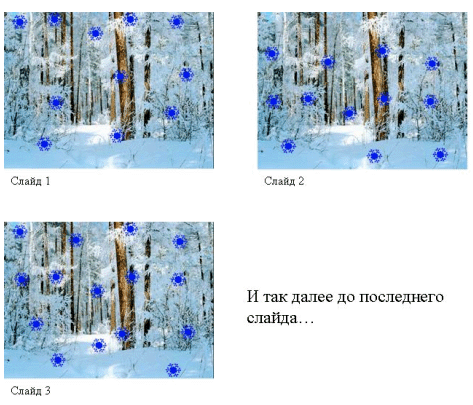 Слайд 1
Слайд 2
И так далее до последнего
слайда…
Слайд 3